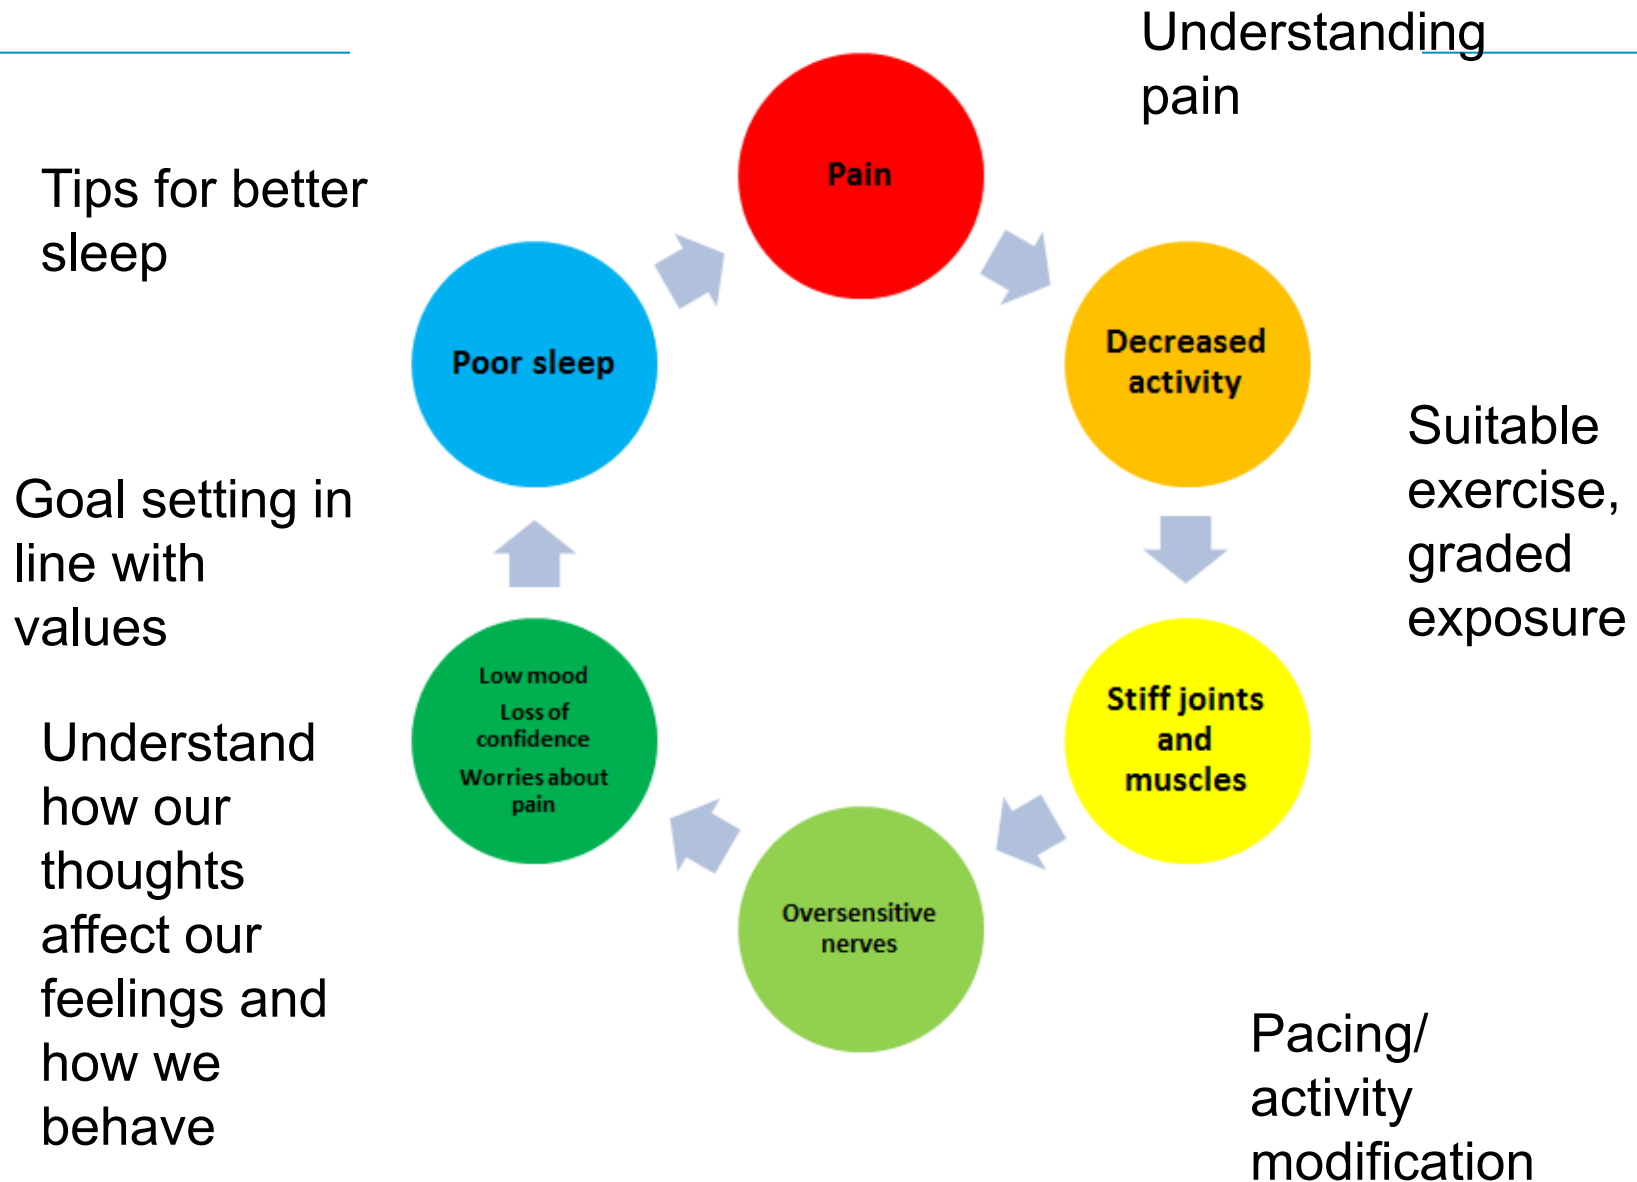 Understanding
pain
Pain
Tips for better
sleep
Poor sleep
Decreased
activity
Suitable
exercise,
graded
exposure
Goal setting in
line with
values
Low mood
Loss of
confidence
Worries about
pain
Stiff joints
and
muscles
Understand
how our
thoughts
affect our
feelings and
how we
behave
Oversensitive
nerves
Pacing/
activity
modification